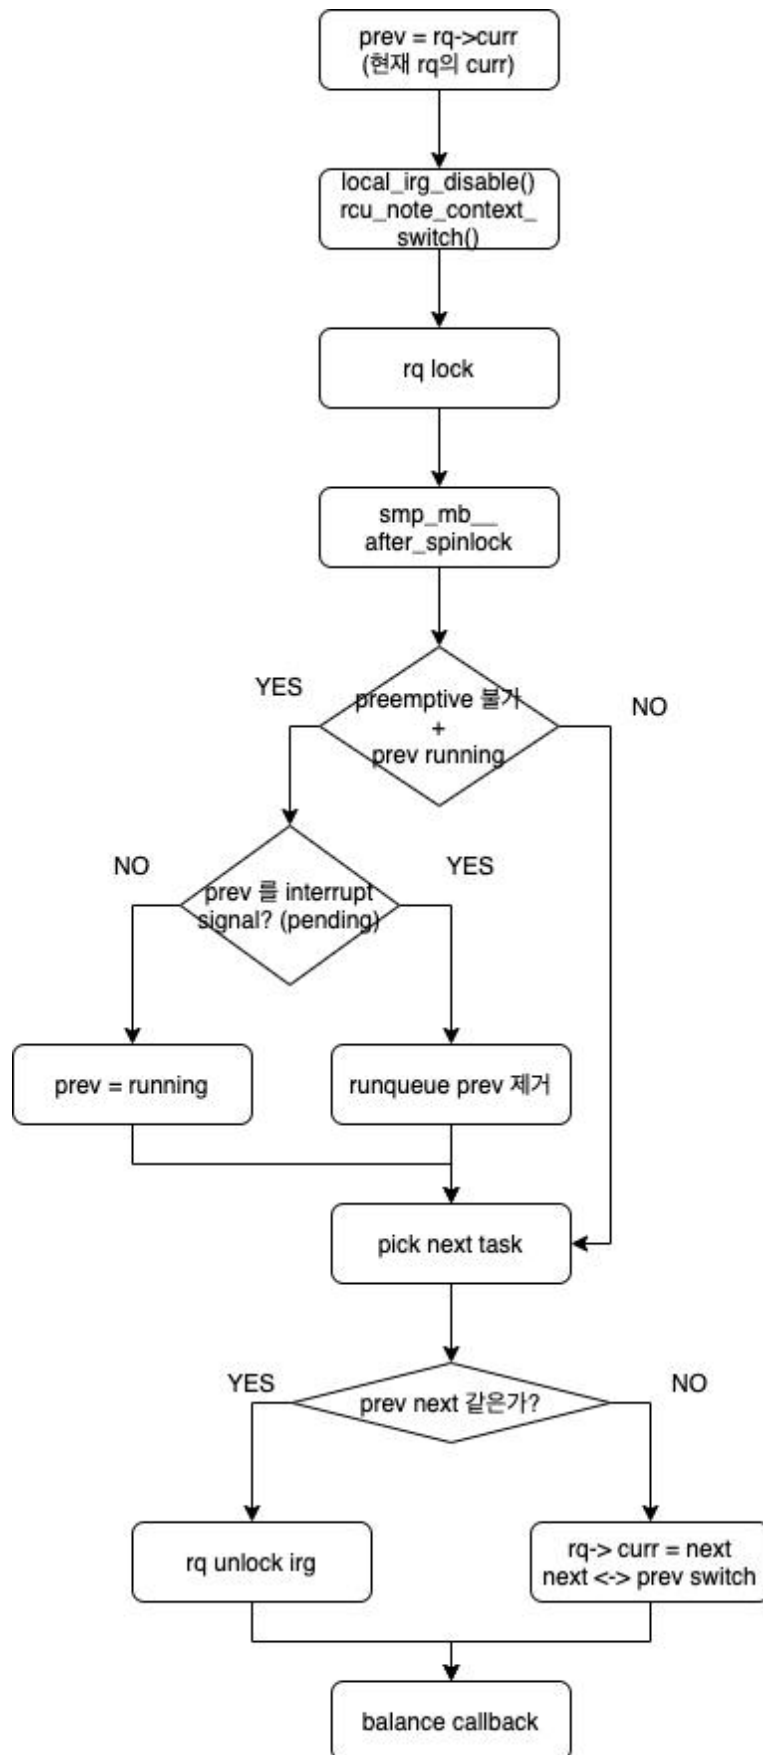 prev = rq->curr
(현재 rq의 curr)
local_irg_disable()
rcu_note_context_
switch()
rq lock
smp_mb__
after_spinlock
YES
preemptive 불가
+
prev running
NO
NO
prev 를 interrupt
signal? (pending)
YES
prev = running
runqueue prev 제거
pick next task
YES
prev next 같은가?
NO
rq unlock irg
rq-> curr = next
next <-> prev switch
balance callback